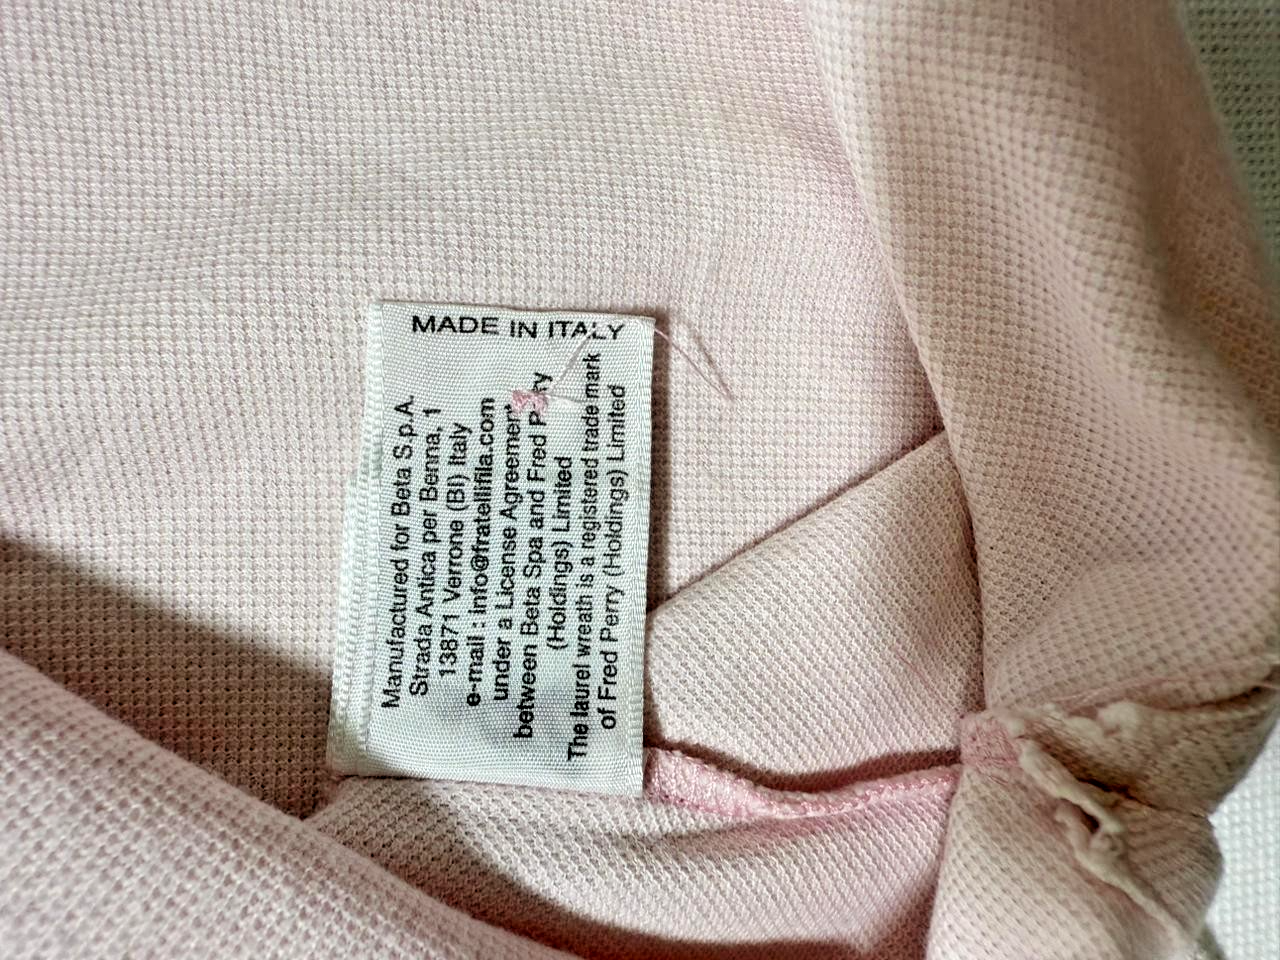 MADE IN ITALY
Manufactured for Beta S.p.A.
Strada Antica per Benna, 1
13871 Verrone (BI) Italy
e-mail : info@fratellifila.com
under a License Agreement
between Beta Spa and Fred Perry
(Holdings) Limited
The laurel wreath is a registered trade mark
of Fred Perry (Holdings) Limited